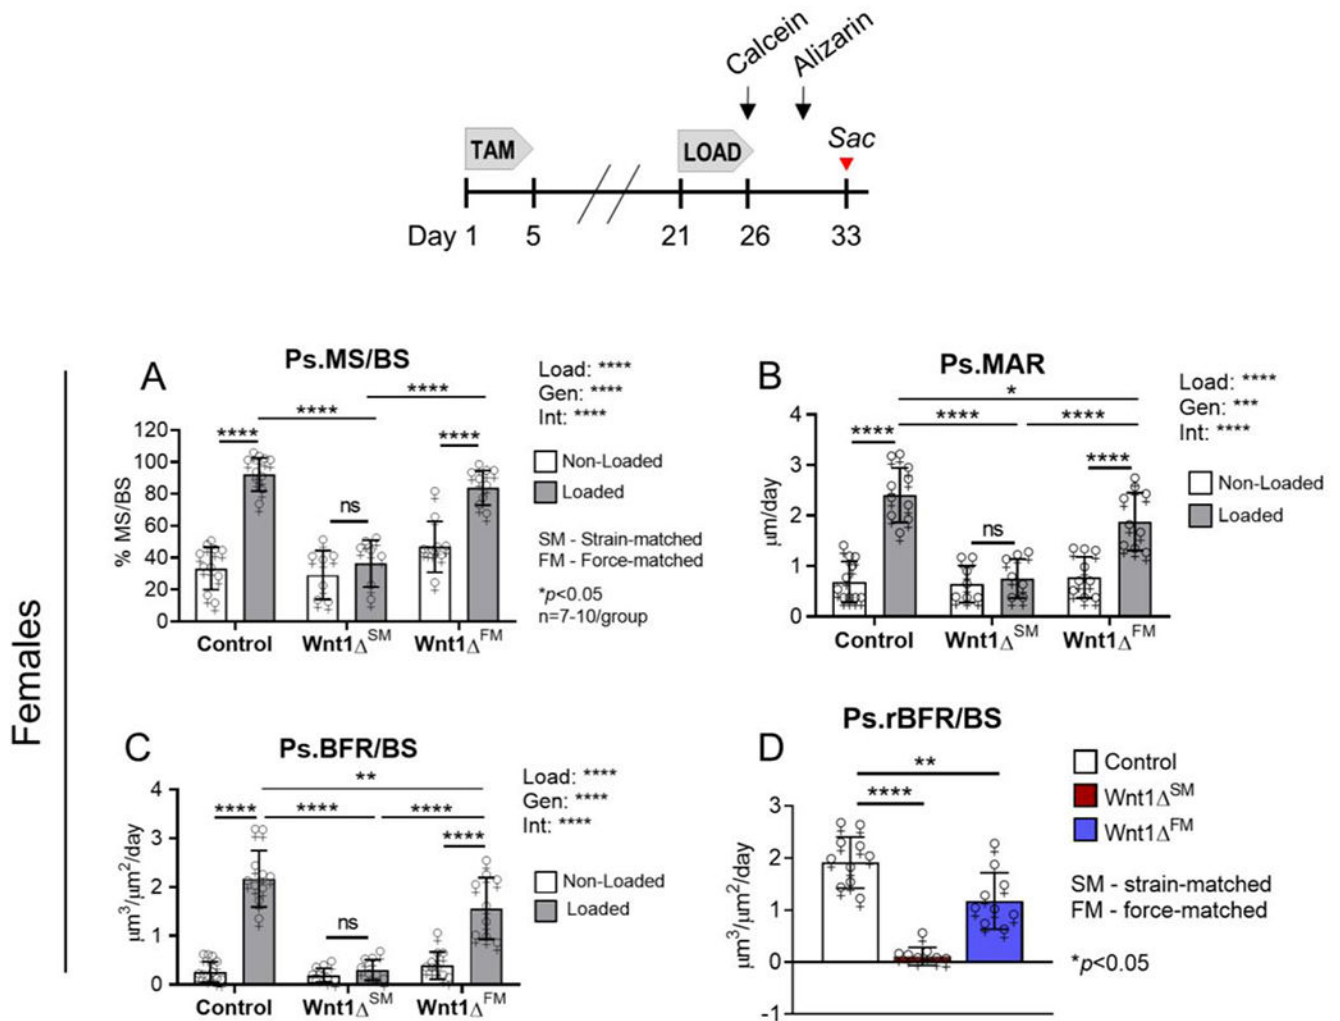 Calcein
Alizarin
TAM
LOAD
Sac
Day 1 5 21 26 33
Females
A
Ps.MS/BS
Load: ****
Gen: ****
Int: ****
****
****
****
****
ns
120
100
80
60
40
20
0
% MS/BS
Control Wnt1Δ^SM Wnt1Δ^FM
Non-Loaded
Loaded
SM - Strain-matched
FM - Force-matched
*p<0.05
n=7-10/group
B
Ps.MAR
Load: ****
Gen: ***
Int: ****
*
****
****
****
****
ns
4
3
2
1
0
μm/day
Control Wnt1Δ^SM Wnt1Δ^FM
Non-Loaded
Loaded
C
Ps.BFR/BS
Load: ****
Gen: ****
Int: ****
**
****
****
****
****
ns
4
3
2
1
0
μm³/μm²/day
Control Wnt1Δ^SM Wnt1Δ^FM
Non-Loaded
Loaded
D
Ps.rBFR/BS
**
****
3
2
1
0
-1
μm³/μm²/day
Control
Wnt1Δ^SM
Wnt1Δ^FM
SM - strain-matched
FM - force-matched
*p<0.05